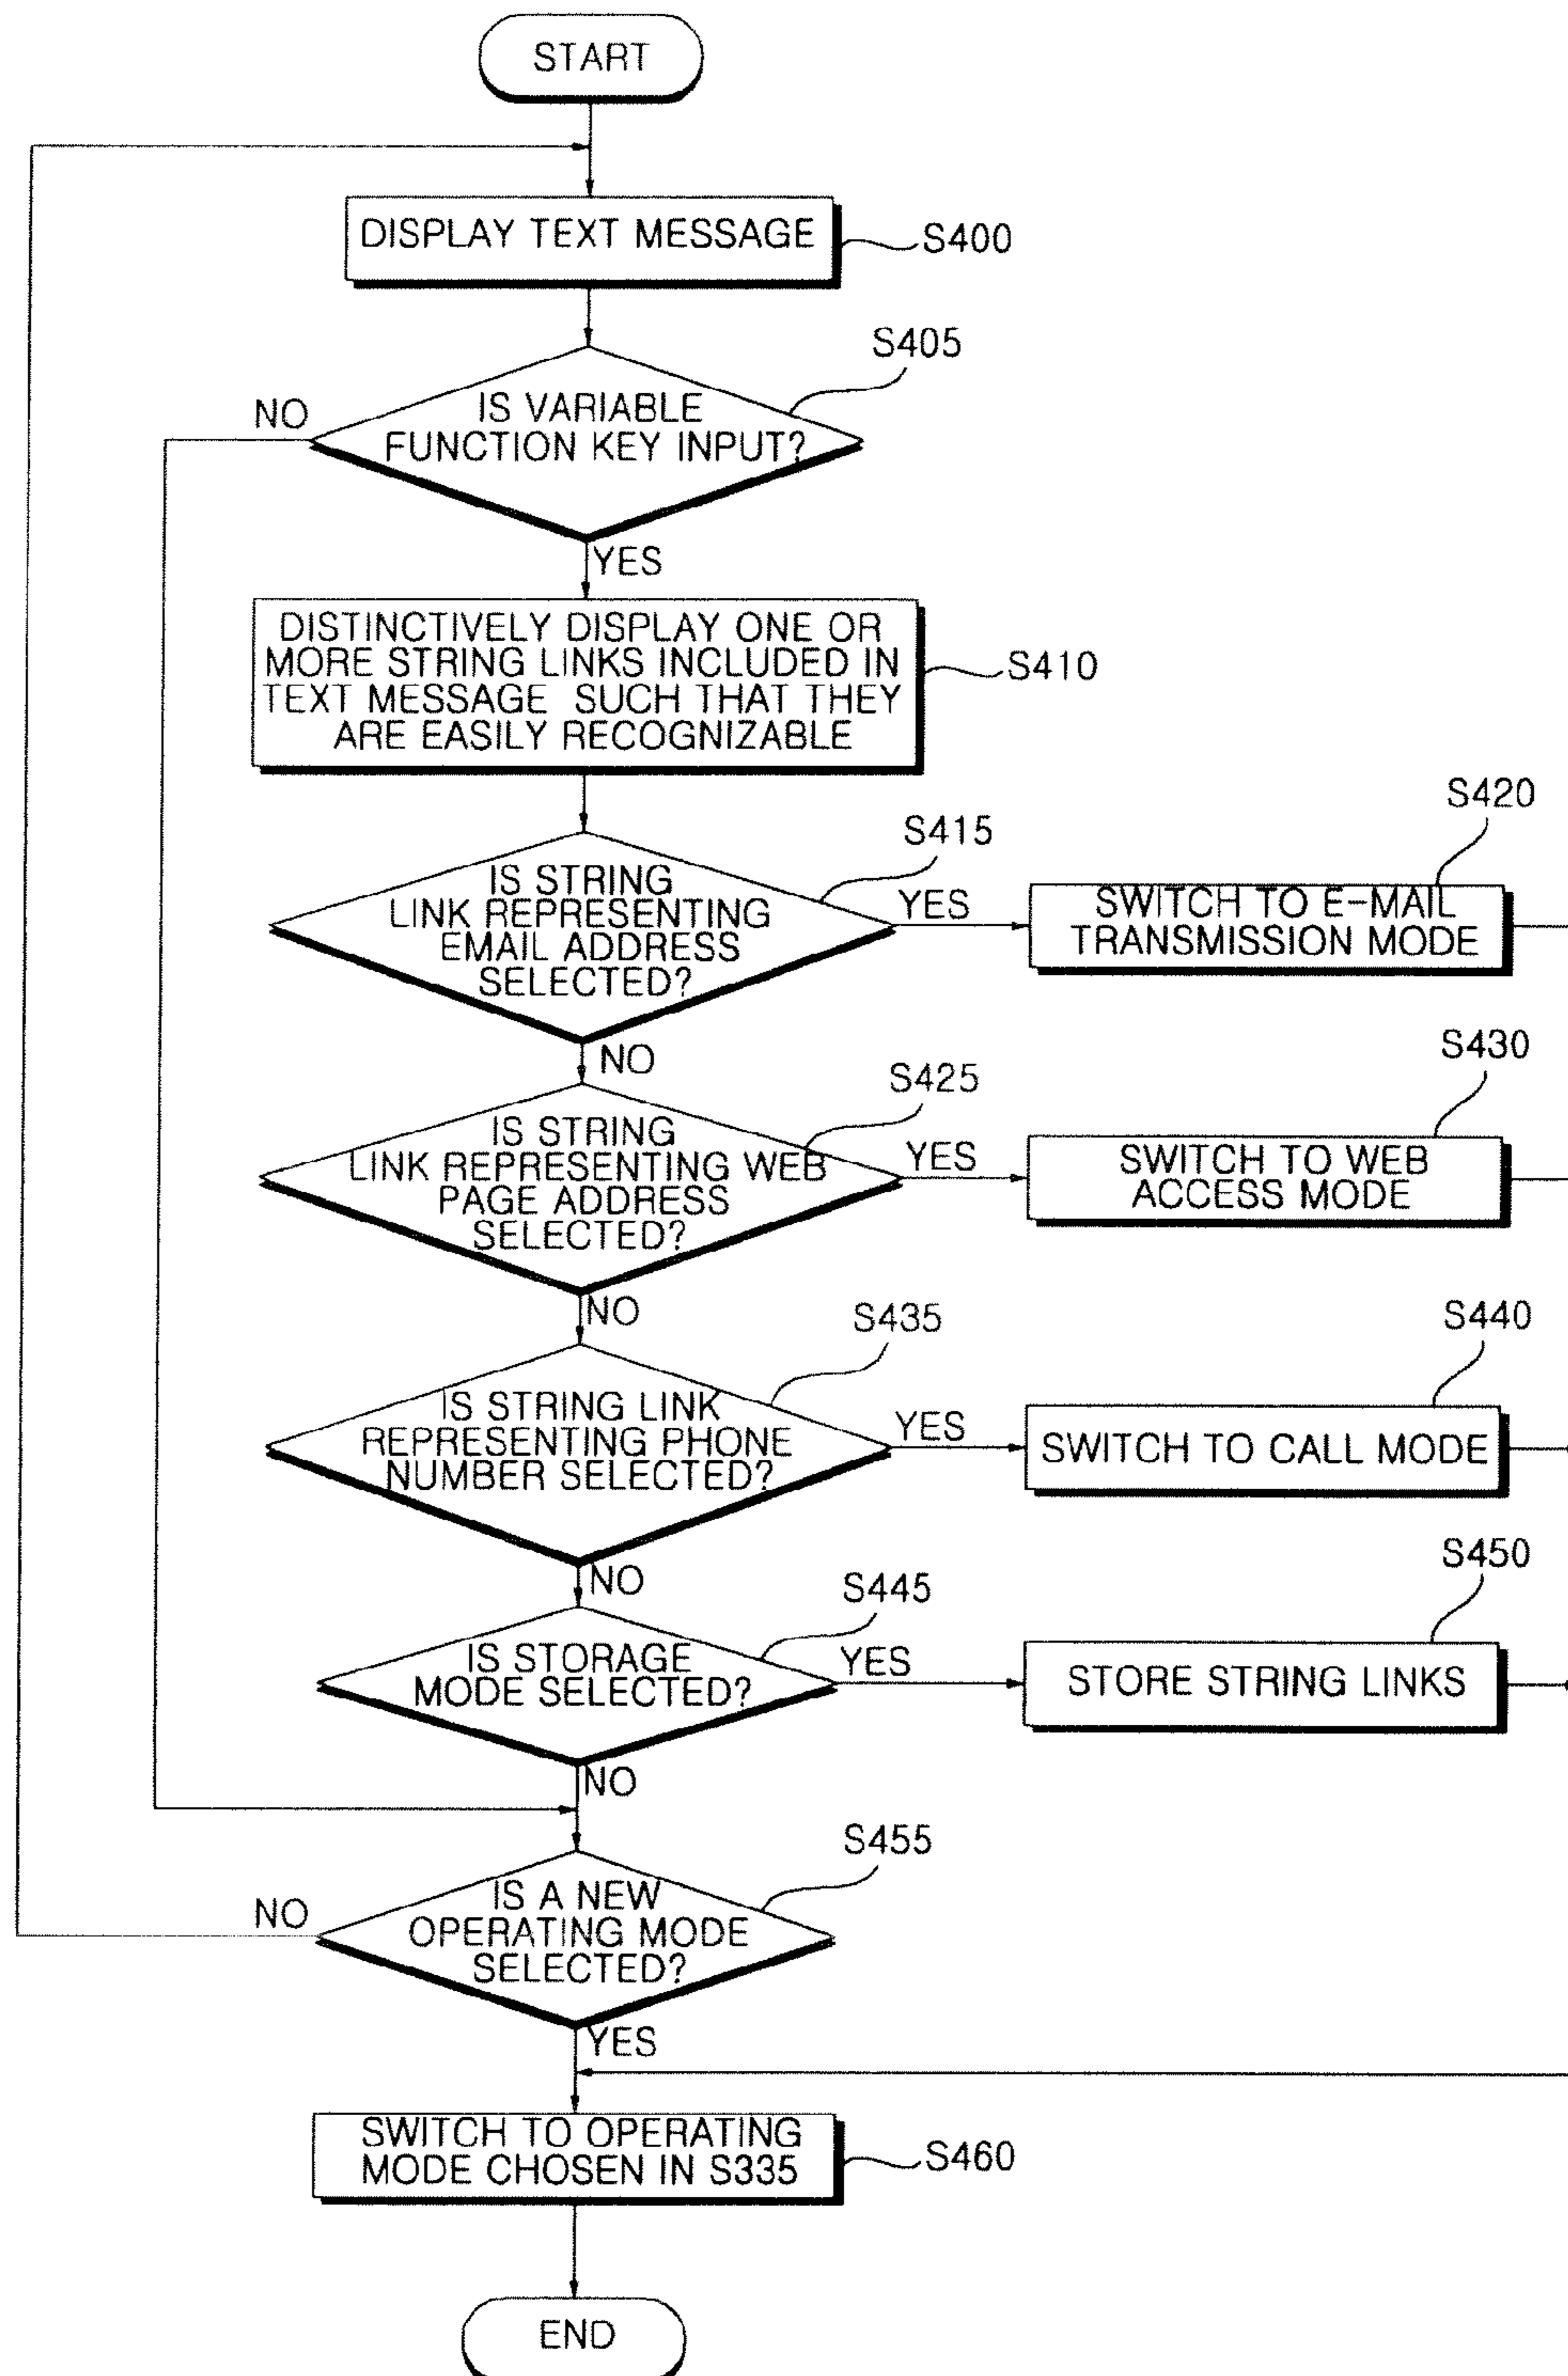 START
DISPLAY TEXT MESSAGE
S400
S405
IS VARIABLE
FUNCTION KEY INPUT?
NO
YES
DISTINCTIVELY DISPLAY ONE OR
MORE STRING LINKS INCLUDED IN
TEXT MESSAGE SUCH THAT THEY
ARE EASILY RECOGNIZABLE
S410
S415
IS STRING
LINK REPRESENTING
EMAIL ADDRESS
SELECTED?
YES
S420
SWITCH TO E-MAIL
TRANSMISSION MODE
NO
S425
IS STRING
LINK REPRESENTING WEB
PAGE ADDRESS
SELECTED?
YES
S430
SWITCH TO WEB
ACCESS MODE
NO
S435
IS STRING LINK
REPRESENTING PHONE
NUMBER SELECTED?
YES
S440
SWITCH TO CALL MODE
NO
S445
IS STORAGE
MODE SELECTED?
YES
S450
STORE STRING LINKS
NO
S455
IS A NEW
OPERATING MODE
SELECTED?
NO
YES
SWITCH TO OPERATING
MODE CHOSEN IN S335
S460
END